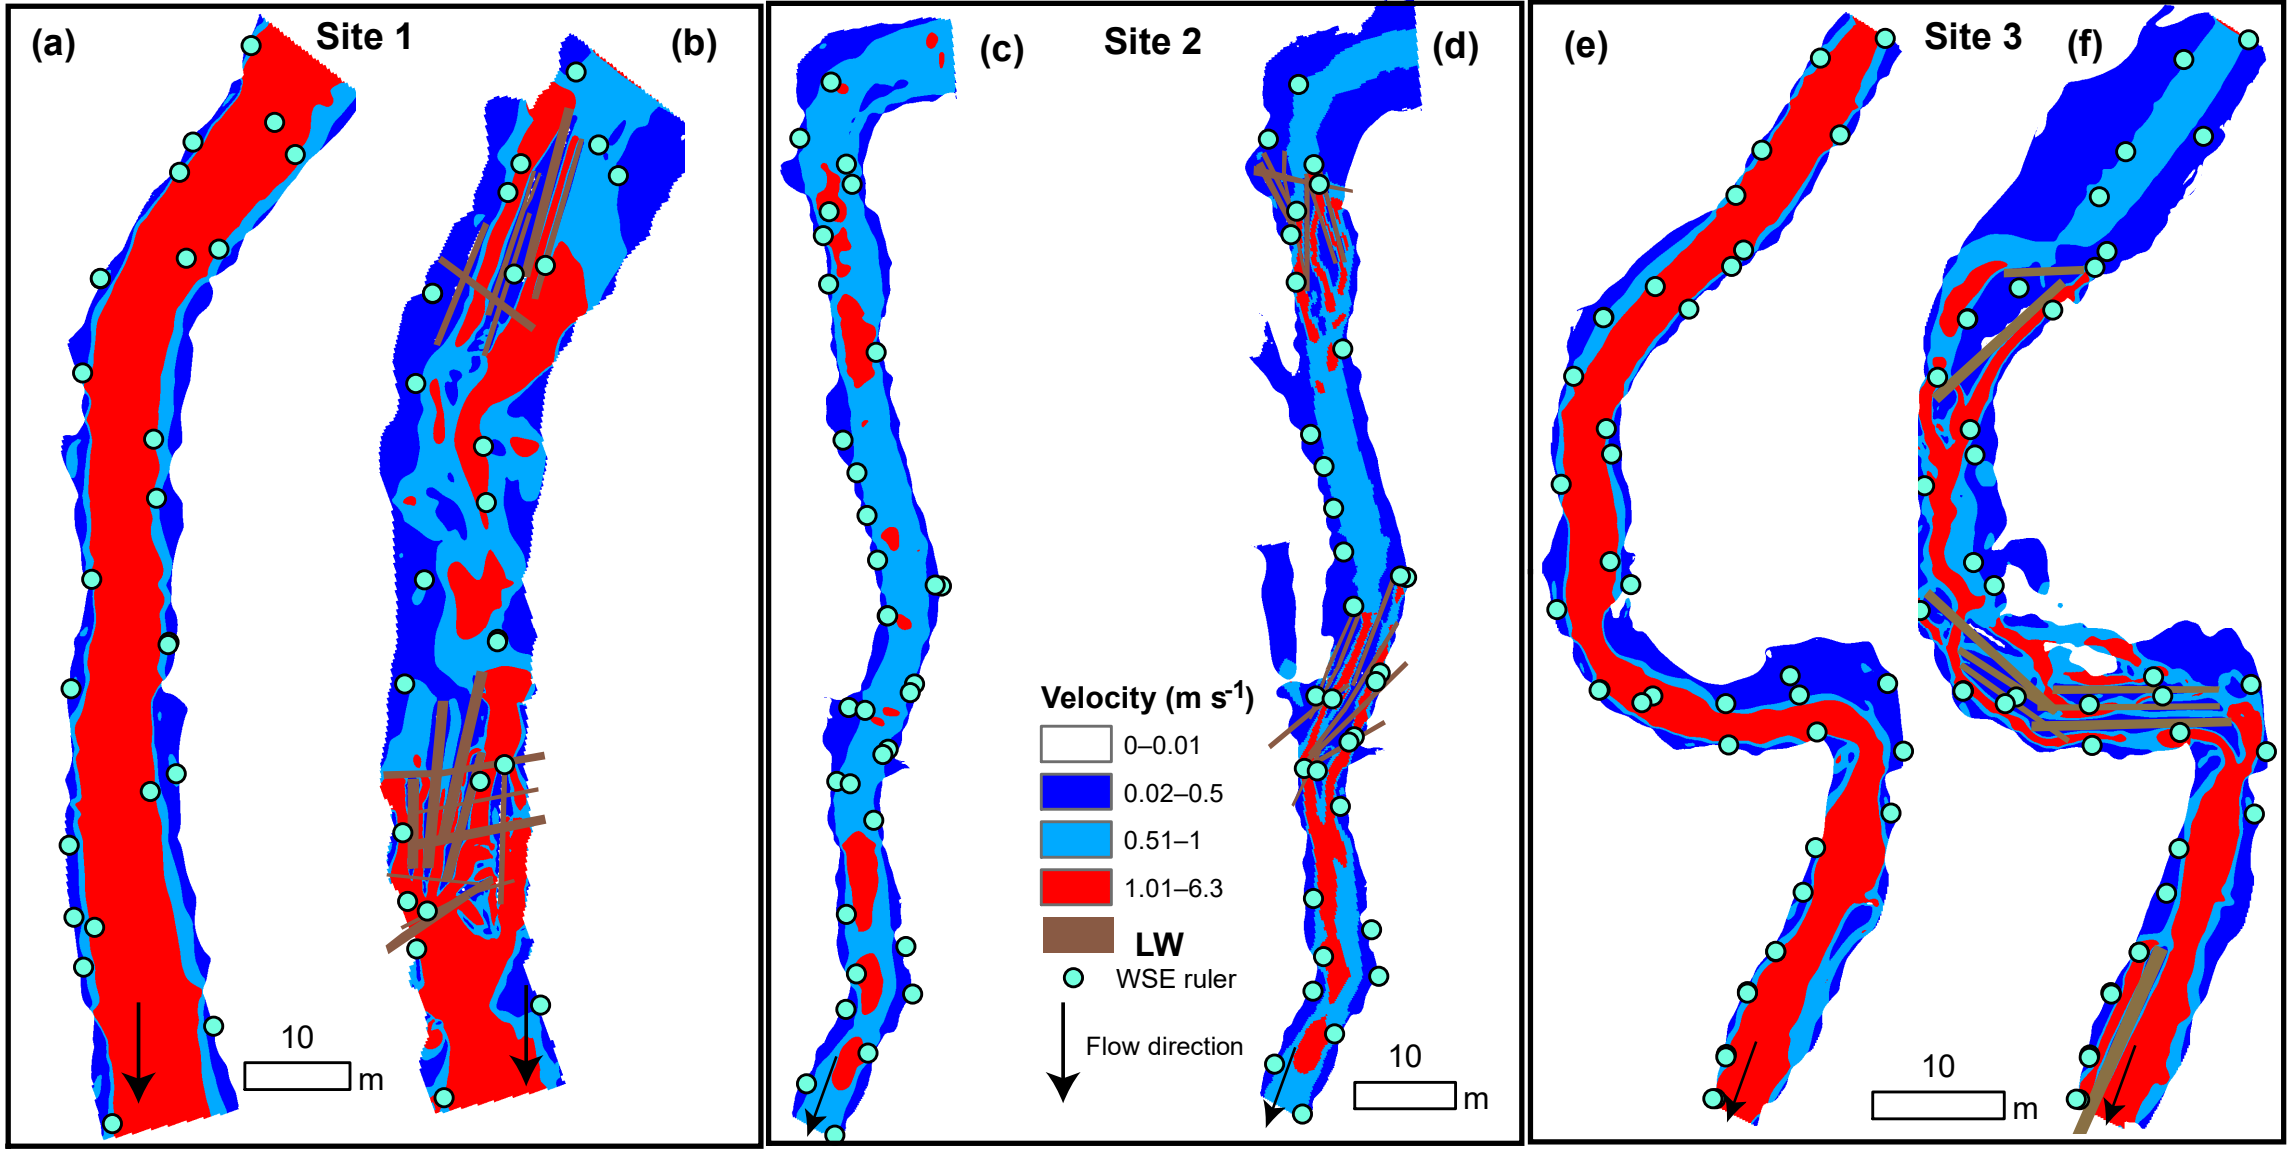 (a) Site 1 (b)
(c) Site 2 (d)
(e) Site 3 (f)
Velocity (m s-1)
0–0.01
0.02–0.5
0.51–1
1.01–6.3
LW
WSE ruler
Flow direction
10
m
10
m
10
m